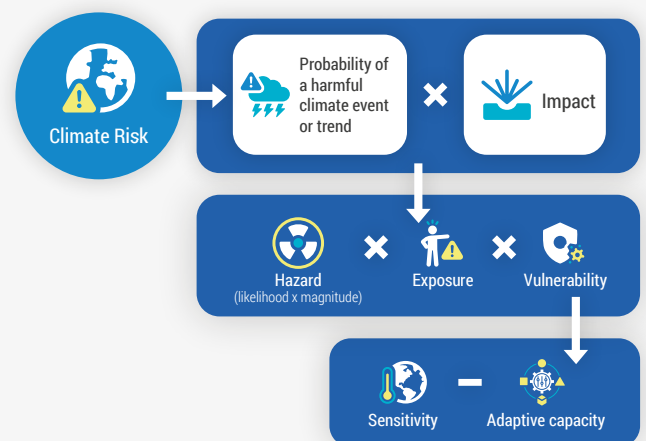 Climate Risk
Probability of
a harmful
climate event
or trend
Impact
Hazard
(likelihood x magnitude)
Exposure
Vulnerability
Sensitivity
Adaptive capacity